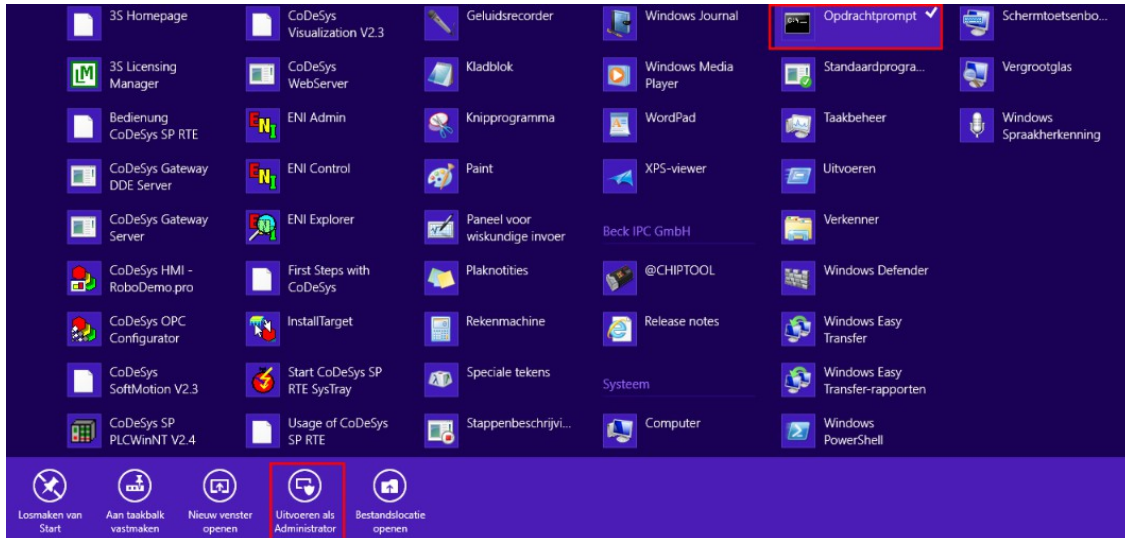 3S Homepage
3S Licensing
Manager
Bedienung
CoDeSys SP RTE
CoDeSys Gateway
DDE Server
CoDeSys Gateway
Server
CoDeSys HMI -
RoboDemo.pro
CoDeSys OPC
Configurator
CoDeSys
SoftMotion V2.3
CoDeSys SP
PLCWinNT V2.4
CoDeSys
Visualization V2.3
CoDeSys
WebServer
ENI Admin
ENI Control
ENI Explorer
First Steps with
CoDeSys
InstallTarget
Start CoDeSys SP
RTE SysTray
Usage of CoDeSys
SP RTE
Geluidsrecorder
Kladblok
Knipprogramma
Paint
Paneel voor
wiskundige invoer
Plaknotities
Rekenmachine
Speciale tekens
Stappenbeschrijvi...
Windows Journal
Windows Media
Player
WordPad
XPS-viewer
Beck IPC GmbH
@CHIPTOOL
Release notes
Systeem
Computer
Opdrachtprompt
Standaardprogra...
Taakbeheer
Uitvoeren
Verkenner
Windows Defender
Windows Easy
Transfer
Windows Easy
Transfer-rapporten
Windows
PowerShell
Schermtoetsenbo...
Vergrootglas
Windows
Spraakherkenning
Losmaken van
Start
Aan taakbalk
vastmaken
Nieuw venster
openen
Uitvoeren als
Administrator
Bestandslocatie
openen